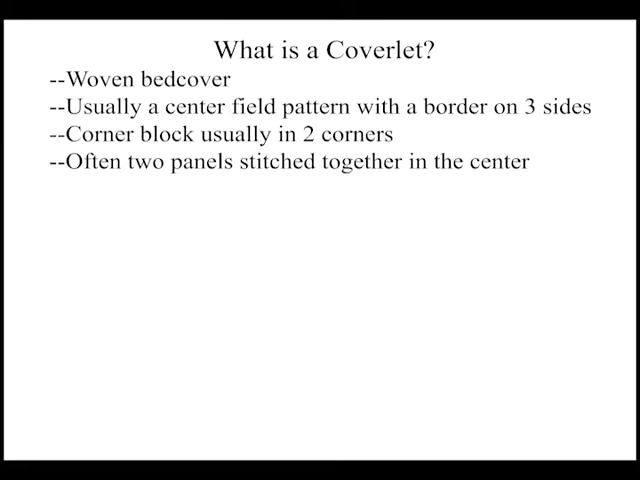 What is a Coverlet?
--Woven bedcover
--Usually a center field pattern with a border on 3 sides
--Corner block usually in 2 corners
--Often two panels stitched together in the center